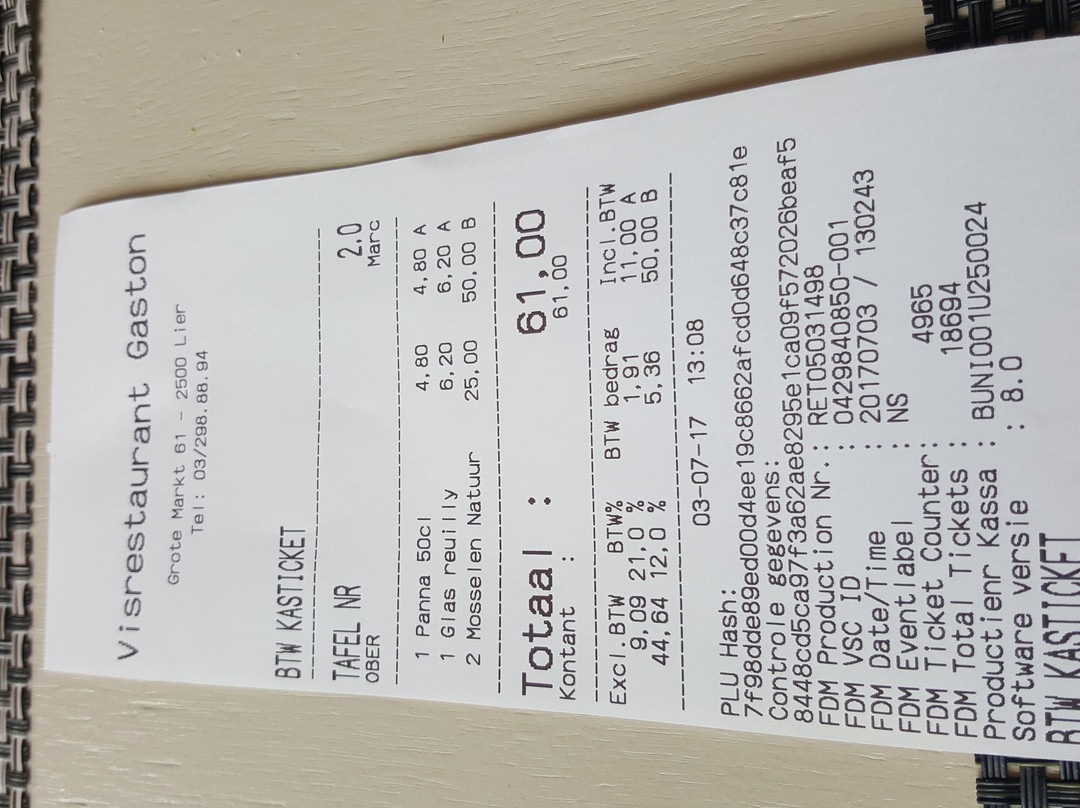 Visrestaurant Gaston
Grote Markt 61 - 2500 Lier
Tel: 03/298.88.94
BTW KASTICKET
TAFEL NR 2.0
OBER Marc
1 Panna 50cl 4,80 4,80 A
1 Glas reuilly 6,20 6,20 A
2 Mosselen Natuur 25,00 50,00 B
Totaal : 61,00
Kontant : 61,00
Excl.BTW BTW% BTW bedrag Incl.BTW
9,09 21,0 % 1,91 11,00 A
44,64 12,0 % 5,36 50,00 B
03-07-17 13:08
PLU Hash:
7f98dde89ed00d4ee19c8662afcd0d648c37c81e
Controle gegevens:
8448cd5ca97f3a62ae8295e1ca09f572026beaf5
FDM Production Nr.: RET05031498
FDM VSC ID : 042984080850-001
FDM Date/Time : 20170703 / 130243
FDM Eventlabel : NS
FDM Ticket Counter: 4965
FDM Total Tickets : 18694
Productienr Kassa : BUNI001U250024
Software versie : 8.0
BTW KASTICKET